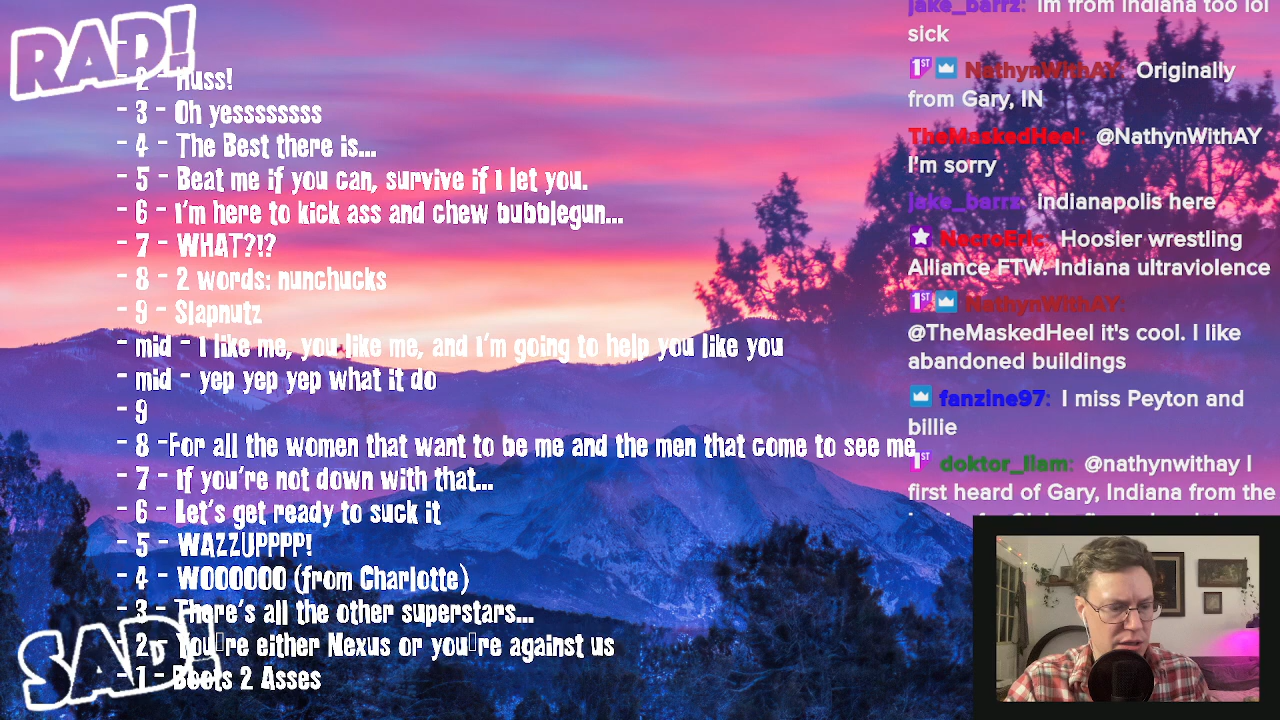 RAD!
-
- 2 - Huss!
- 3 - Oh yesssssssss
- 4 - The Best there is...
- 5 - Beat me if you can, survive if I let you.
- 6 - I'm here to kick ass and chew bubblegun...
- 7 - WHAT?!?
- 8 - 2 words: nunchucks
- 9 - Slapnutz
- mid - I like me, you like me, and I'm going to help you like you
- mid - yep yep yep what it do
- 9
- 8 -For all the women that want to be me and the men that come to see me
- 7 - If you're not down with that...
- 6 - Let's get ready to suck it
- 5 - WAZZUPPPP!
- 4 - WOOOOOO (from Charlotte)
- 3 - There's all the other superstars...
- 2 - You□re either Nexus or you□re against us
- 1 - Boots 2 Asses
SAD!
jake_barrz: im from indiana too lol
sick
1ST NathynWithAY: Originally
from Gary, IN
TheMaskedHeel: @NathynWithAY
I'm sorry
jake_barrz: indianapolis here
NecroEric: Hoosier wrestling
Alliance FTW. Indiana ultraviolence
1ST NathynWithAY:
@TheMaskedHeel it's cool. I like
abandoned buildings
fanzine97: I miss Peyton and
billie
1ST doktor_liam: @nathynwithay I
first heard of Gary, Indiana from the